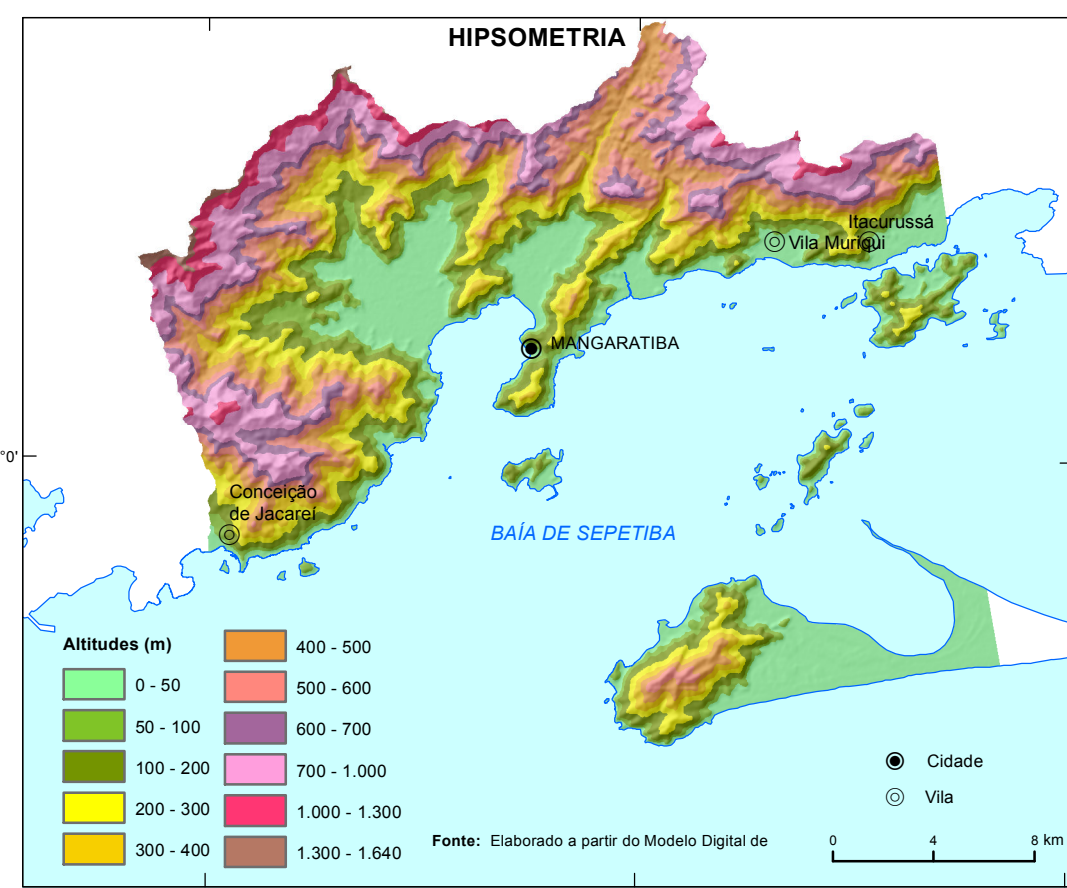 HIPSOMETRIA
Itacurussá
Vila Muriqui
MANGARATIBA
°0'
Conceição
de Jacareí
BAÍA DE SEPETIBA
Altitudes (m)
0 - 50
50 - 100
100 - 200
200 - 300
300 - 400
400 - 500
500 - 600
600 - 700
700 - 1.000
1.000 - 1.300
1.300 - 1.640
Cidade
Vila
Fonte: Elaborado a partir do Modelo Digital de
0 4 8 km